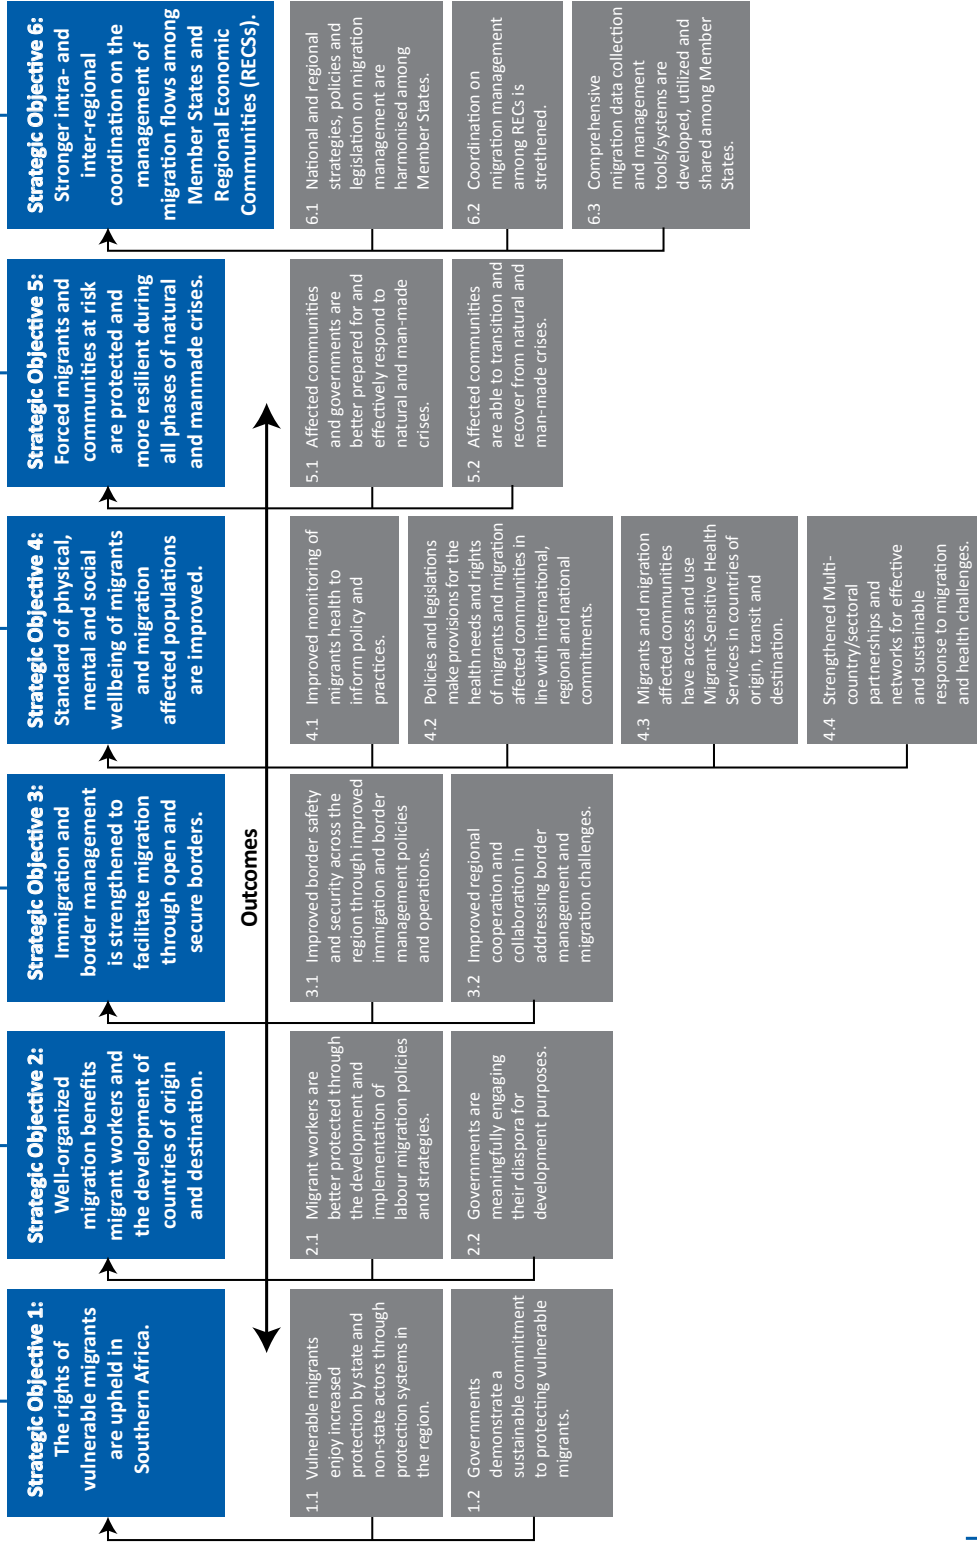 Strategic Objective 1:
The rights of
vulnerable migrants
are upheld in
Southern Africa.
Strategic Objective 2:
Well-organized
migration benefits
migrant workers and
the development of
countries of origin
and destination.
Strategic Objective 3:
Immigration and
border management
is strengthened to
facilitate migration
through open and
secure borders.
Strategic Objective 4:
Standard of physical,
mental and social
wellbeing of migrants
and migration
affected populations
are improved.
Strategic Objective 5:
Forced migrants and
communities at risk
are protected and
more resilient during
all phases of natural
and manmade crises.
Strategic Objective 6:
Stronger intra- and
inter-regional
coordination on the
management of
migration flows among
Member States and
Regional Economic
Communities (RECSs).
Outcomes
1.1 Vulnerable migrants
enjoy increased
protection by state and
non-state actors through
protection systems in
the region.
1.2 Governments
demonstrate a
sustainable commitment
to protecting vulnerable
migrants.
2.1 Migrant workers are
better protected through
the development and
implementation of
labour migration policies
and strategies.
2.2 Governments are
meaningfully engaging
their diaspora for
development purposes.
3.1 Improved border safety
and security across the
region through improved
immigation and border
management policies
and operations.
3.2 Improved regional
cooperation and
collaboration in
addressing border
management and
migration challenges.
4.1 Improved monitoring of
migrants health to
inform policy and
practices.
4.2 Policies and legislations
make provisions for the
health needs and rights
of migrants and migration
affected communities in
line with international,
regional and national
commitments.
4.3 Migrants and migration
affected communities
have access and use
Migrant-Sensitive Health
Services in countries of
origin, transit and
destination.
4.4 Strengthened Multi-
country/sectoral
partnerships and
networks for effective
and sustainable
response to migration
and health challenges.
5.1 Affected communities
and governments are
better prepared for and
effectively respond to
natural and man-made
crises.
5.2 Affected communities
are able to transition and
recover from natural and
man-made crises.
6.1 National and regional
strategies, policies and
legislation on migration
management are
harmonised among
Member States.
6.2 Coordination on
migration management
among RECs is
strethened.
6.3 Comprehensive
migration data collection
and management
tools/systems are
developed, utilized and
shared among Member
States.